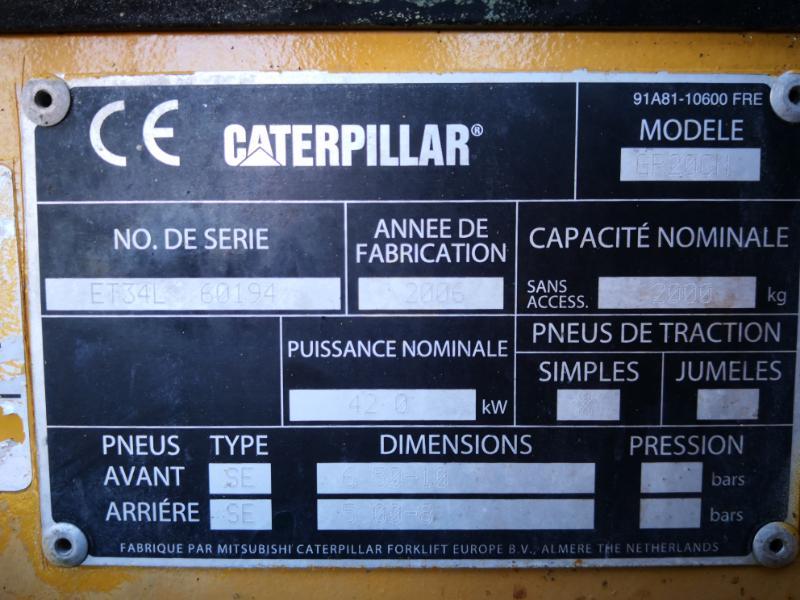 91A81-10600 FRE
CE CATERPILLAR®
MODELE
NO. DE SERIE
ET34L 60194
ANNEE DE
FABRICATION
2006
CAPACITÉ NOMINALE
SANS
ACCESS.
2000 kg
PUISSANCE NOMINALE
42.0 kW
PNEUS DE TRACTION
SIMPLES JUMELES
PNEUS TYPE DIMENSIONS PRESSION
AVANT SE 6.50-10 bars
ARRIÉRE SE 5.00-8 bars
FABRIQUE PAR MITSUBISHI CATERPILLAR FORKLIFT EUROPE B.V., ALMERE THE NETHERLANDS